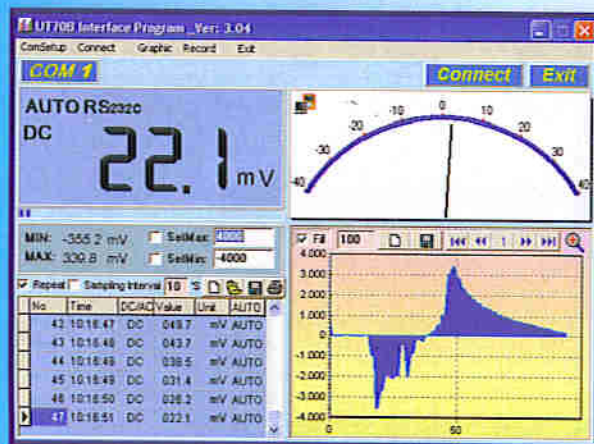 UT70B Interface Program _Ver: 3.04
ComSetup Connect Graphic Record Exit
COM 1
Connect Exit
AUTO RS232C
DC
22.1 mV
-40 -30 -20 -10 0 10 20 30 40
MIN: -355.2 mV SetMax: 4000
MAX: 339.8 mV SetMin: -4000
Repeat Sampling Interval 10 'S
No Time DC/AC Value Unit AUTO
42 10:16:47 DC 049.7 mV AUTO
43 10:16:48 DC 043.7 mV AUTO
44 10:16:49 DC 038.5 mV AUTO
45 10:16:49 DC 031.4 mV AUTO
46 10:16:50 DC 026.2 mV AUTO
47 10:16:51 DC 022.1 mV AUTO
Fill 100 1
4.000
3.000
2.000
1.000
0
-1.000
-2.000
-3.000
-4.000
0 50